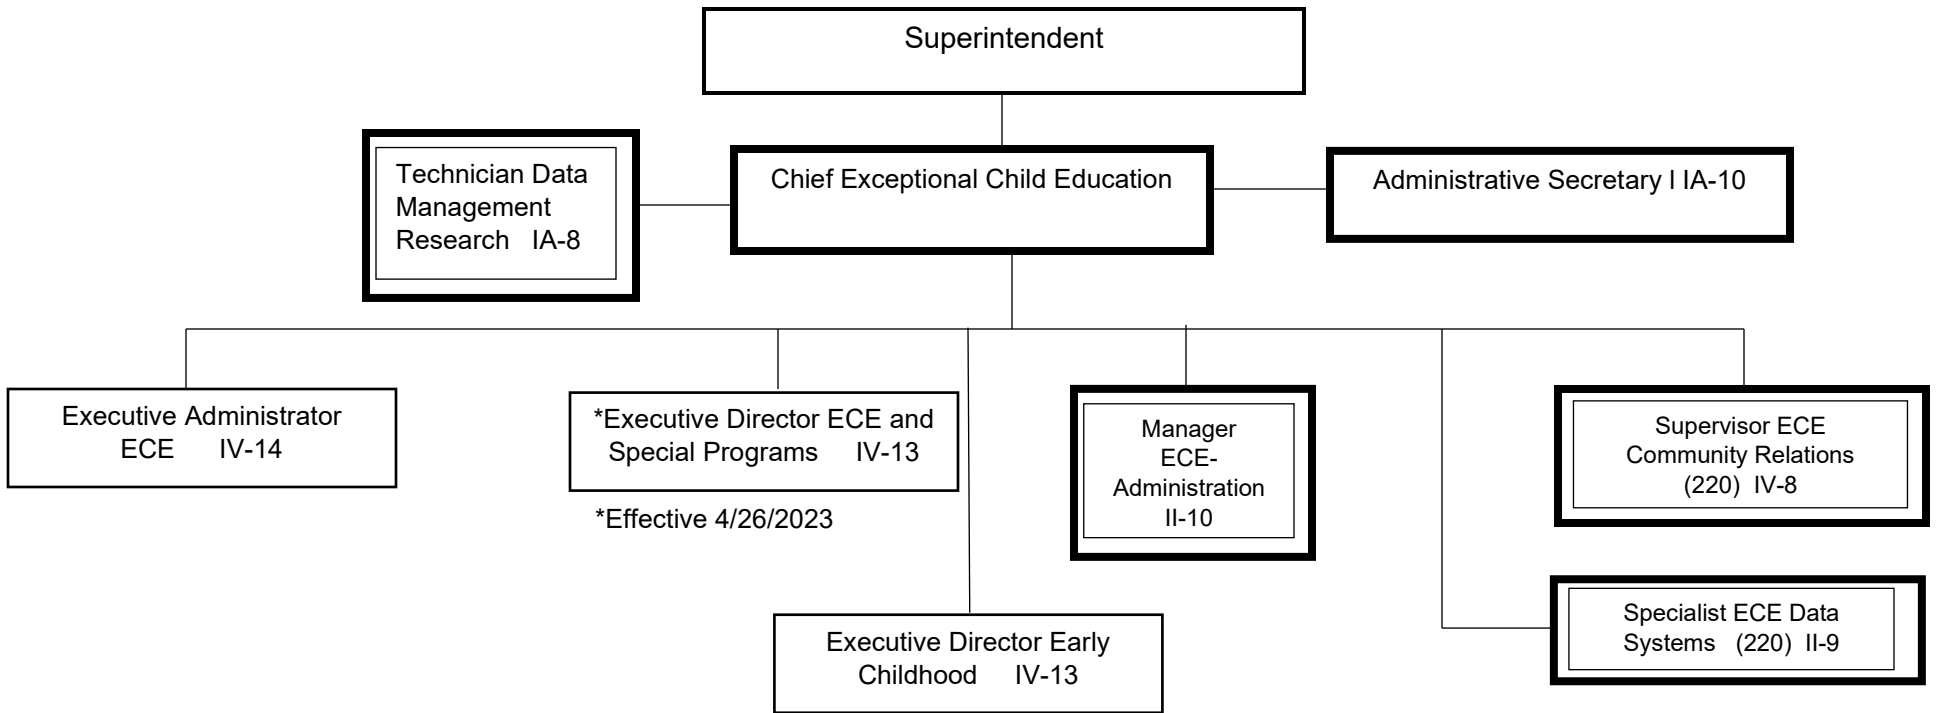 Superintendent
Technician Data
Management
Research IA-8
Chief Exceptional Child Education
Administrative Secretary I IA-10
Executive Administrator
ECE IV-14
*Executive Director ECE and
Special Programs IV-13
*Effective 4/26/2023
Manager
ECE-
Administration
II-10
Supervisor ECE
Community Relations
(220) IV-8
Executive Director Early
Childhood IV-13
Specialist ECE Data
Systems (220) II-9